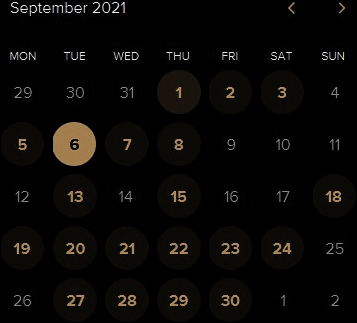 September 2021
MON TUE WED THU FRI SAT SUN
29 30 31 1 2 3 4
5 6 7 8 9 10 11
12 13 14 15 16 17 18
19 20 21 22 23 24 25
26 27 28 29 30 1 2